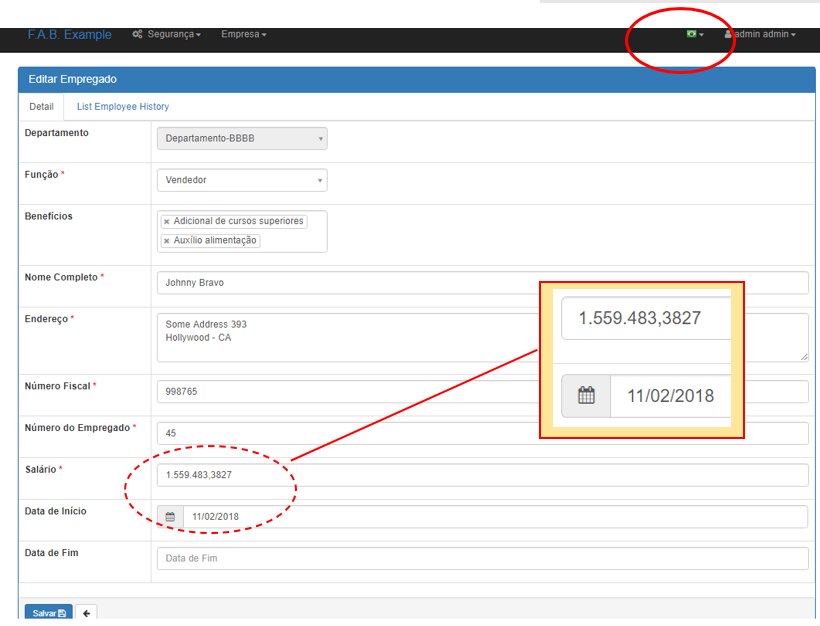 F.A.B. Example Segurança Empresa admin admin
Editar Empregado
Detail List Employee History
Departamento Departamento-BBBB
Função * Vendedor
Benefícios × Adicional de cursos superiores
× Auxílio alimentação
Nome Completo * Johnny Bravo
Endereço * Some Address 393
Hollywood - CA
1.559.483,3827
11/02/2018
Número Fiscal * 998765
Número do Empregado * 45
Salário * 1.559.483,3827
Data de Início 11/02/2018
Data de Fim Data de Fim
Salvar